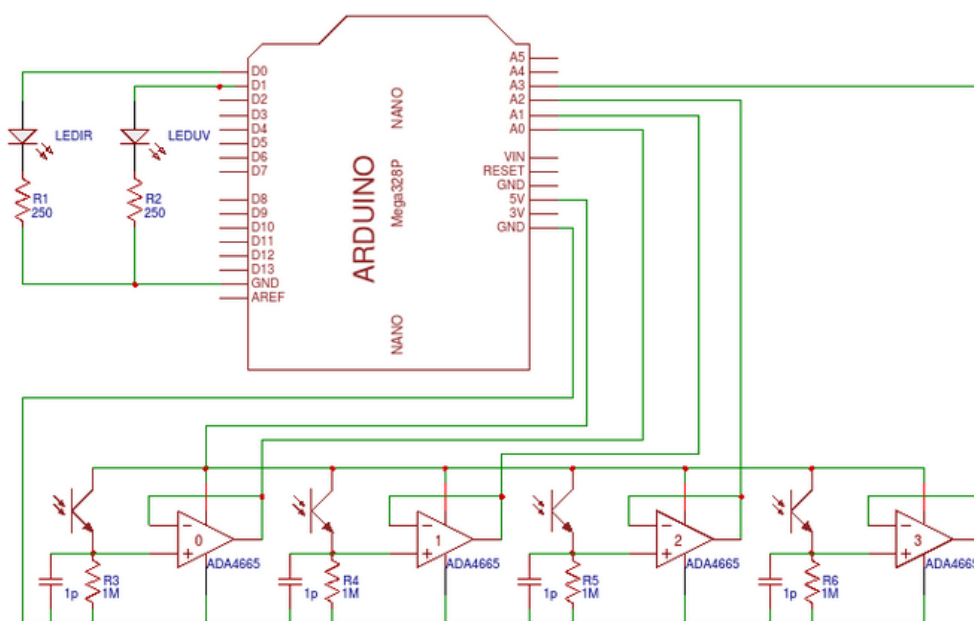 D0
D1
D2
D3
D4
D5
D6
D7
D8
D9
D10
D11
D12
D13
GND
AREF
ARDUINO
NANO
Mega328P
NANO
A5
A4
A3
A2
A1
A0
VIN
RESET
GND
5V
3V
GND
LEDIR
LEDUV
R1
250
R2
250
-
0
+
ADA4665
1p
R3
1M
-
1
+
ADA4665
1p
R4
1M
-
2
+
ADA4665
1p
R5
1M
-
3
+
ADA4665
1p
R6
1M